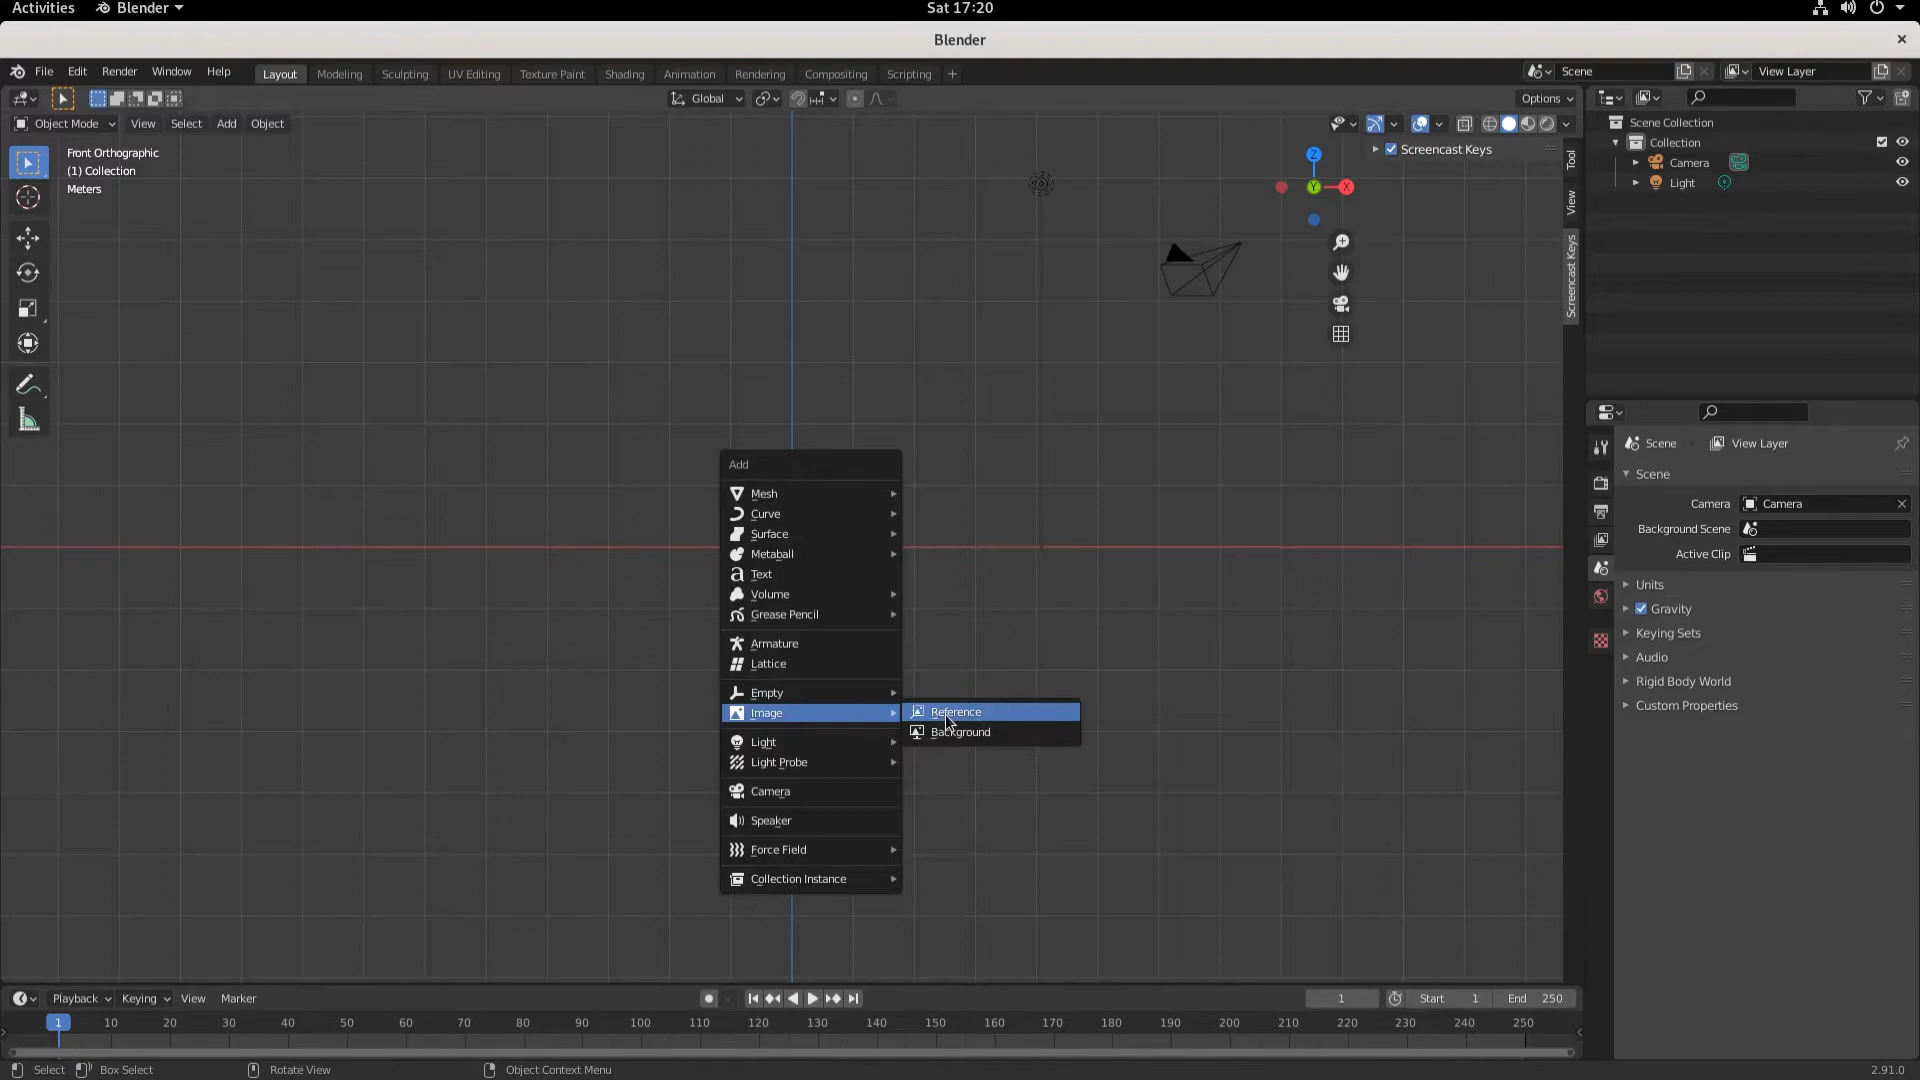 Activities Blender Sat 17:20
Blender
File Edit Render Window Help Layout Modeling Sculpting UV Editing Texture Paint Shading Animation Rendering Compositing Scripting + Scene View Layer
Global Options
Object Mode View Select Add Object
Front Orthographic
(1) Collection
Meters
Z
Y
X
Screencast Keys
Tool
View
Screencast Keys
Scene Collection
Collection
Camera
Light
Add
Mesh
Curve
Surface
Metaball
Text
Volume
Grease Pencil
Armature
Lattice
Empty
Image
Light
Light Probe
Camera
Speaker
Force Field
Collection Instance
Reference
Background
Scene View Layer
Scene
Camera Camera
Background Scene
Active Clip
Units
Gravity
Keying Sets
Audio
Rigid Body World
Custom Properties
Playback Keying View Marker 1 Start 1 End 250
1 10 20 30 40 50 60 70 80 90 100 110 120 130 140 150 160 170 180 190 200 210 220 230 240 250
Select Box Select Rotate View Object Context Menu 2.91.0